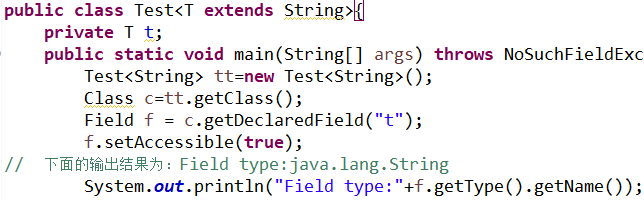 public class Test<T extends String>{
private T t;
public static void main(String[] args) throws NoSuchFieldExc
Test<String> tt=new Test<String>();
Class c=tt.getClass();
Field f = c.getDeclaredField("t");
f.setAccessible(true);
// 下面的输出结果为：Field type:java.lang.String
System.out.println("Field type:"+f.getType().getName());